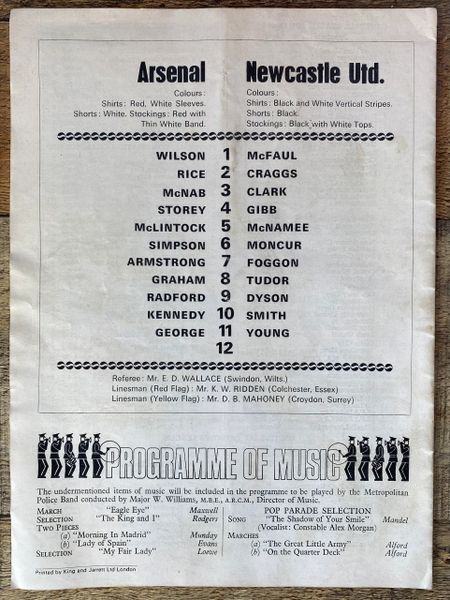 Arsenal Newcastle Utd.
Colours: Colours:
Shirts: Red, White Sleeves. Shirts: Black and White Vertical Stripes.
Shorts: White. Stockings: Red with Shorts: Black.
Thin White Band. Stockings: Black with White Tops.
WILSON 1 McFAUL
RICE 2 CRAGGS
McNAB 3 CLARK
STOREY 4 GIBB
McLINTOCK 5 McNAMEE
SIMPSON 6 MONCUR
ARMSTRONG 7 FOGGON
GRAHAM 8 TUDOR
RADFORD 9 DYSON
KENNEDY 10 SMITH
GEORGE 11 YOUNG
12
Referee: Mr. E. D. WALLACE (Swindon, Wilts.)
Linesman (Red Flag): Mr. K. W. RIDDEN (Colchester, Essex)
Linesman (Yellow Flag): Mr. D. B. MAHONEY (Croydon, Surrey)
PROGRAMME OF MUSIC
The undermentioned items of music will be included in the programme to be played by the Metropolitan
Police Band conducted by Major W. Williams, M.B.E., A.R.C.M., Director of Music.
MARCH "Eagle Eye" Maxwell
SELECTION "The King and I" Rodgers
TWO PIECES
(a) "Morning In Madrid" Munday
(b) "Lady of Spain" Evans
SELECTION "My Fair Lady" Loewe
POP PARADE SELECTION
SONG "The Shadow of Your Smile" Mandel
(Vocalist: Constable Alex Morgan)
MARCHES
(a) "The Great Little Army" Alford
(b) "On the Quarter Deck" Alford
Printed by King and Jarrett Ltd London